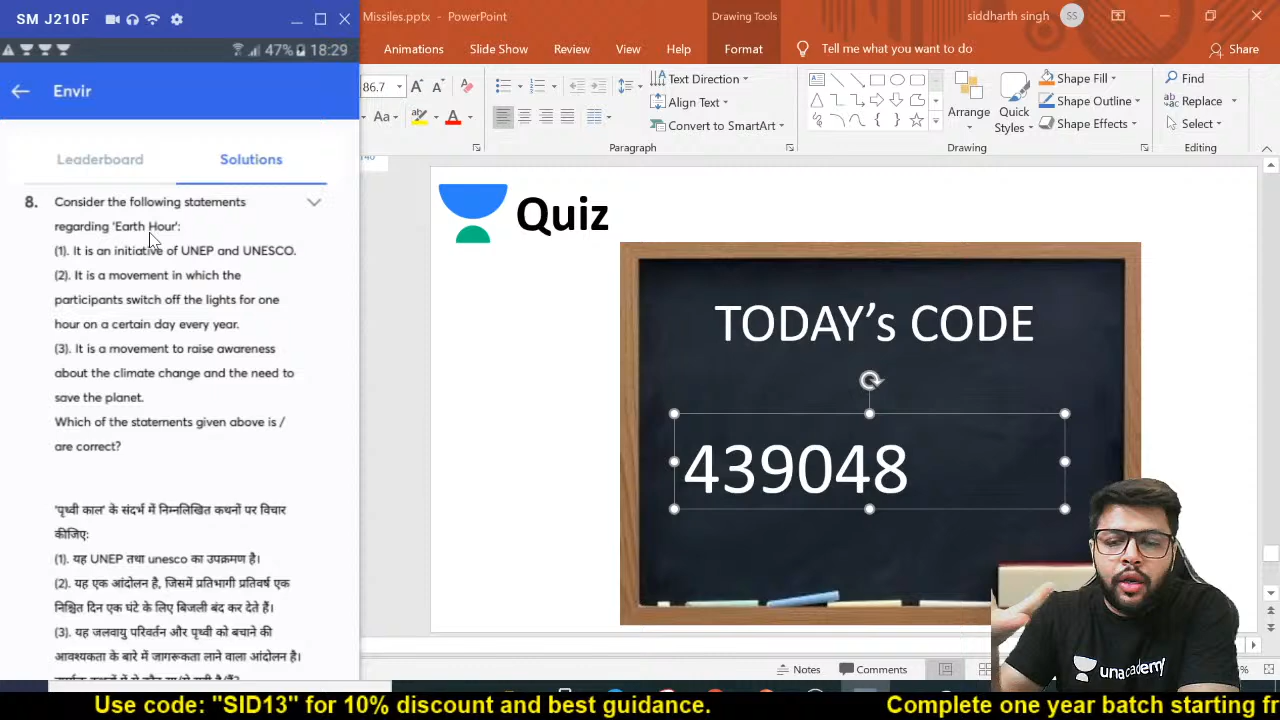 SM J210F
47% 18:29
Envir
Leaderboard
Solutions
8. Consider the following statements
regarding 'Earth Hour':
(1). It is an initiative of UNEP and UNESCO.
(2). It is a movement in which the
participants switch off the lights for one
hour on a certain day every year.
(3). It is a movement to raise awareness
about the climate change and the need to
save the planet.
Which of the statements given above is /
are correct?
'पृथ्वी काल' के संदर्भ में निम्नलिखित कथनों पर विचार
कीजिए:
(1). यह UNEP तथा unesco का उपक्रमण है।
(2). यह एक आंदोलन है, जिसमें प्रतिभागी प्रतिवर्ष एक
निश्चित दिन एक घंटे के लिए बिजली बंद कर देते हैं।
(3). यह जलवायु परिवर्तन और पृथ्वी को बचाने की
आवश्यकता के बारे में जागरूकता लाने वाला आंदोलन है।
Missiles.pptx - PowerPoint
Drawing Tools
siddharth singh
SS
Animations
Slide Show
Review
View
Help
Format
Tell me what you want to do
Share
86.7
Text Direction
Align Text
Convert to SmartArt
Paragraph
Arrange
Quick
Styles
Shape Fill
Shape Outline
Shape Effects
Drawing
Find
Replace
Select
Editing
Quiz
TODAY's CODE
439048
unacademy
Notes
Comments
Use code: "SID13" for 10% discount and best guidance.
Complete one year batch starting fr